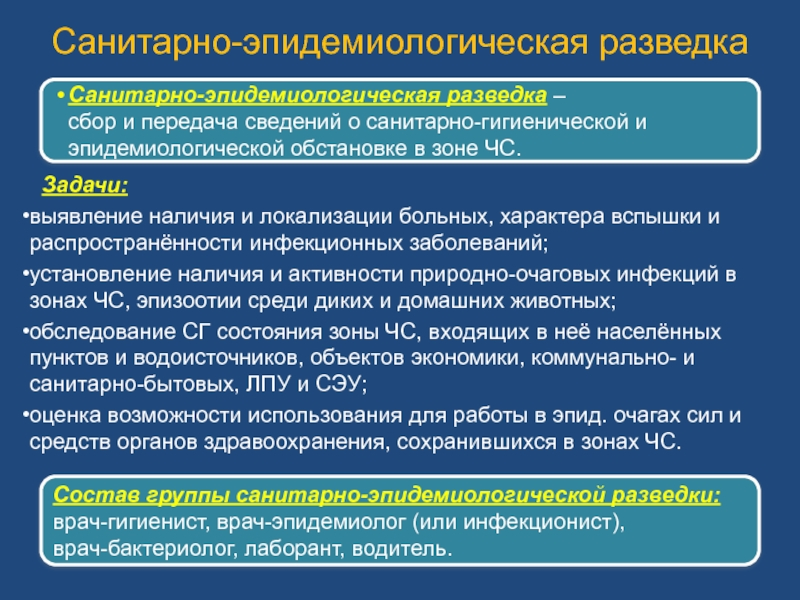 Санитарно-эпидемиологическая разведка
•Санитарно-эпидемиологическая разведка –
сбор и передача сведений о санитарно-гигиенической и
эпидемиологической обстановке в зоне ЧС.
Задачи:
•выявление наличия и локализации больных, характера вспышки и
распространённости инфекционных заболеваний;
•установление наличия и активности природно-очаговых инфекций в
зонах ЧС, эпизоотии среди диких и домашних животных;
•обследование СГ состояния зоны ЧС, входящих в неё населённых
пунктов и водоисточников, объектов экономики, коммунально- и
санитарно-бытовых, ЛПУ и СЭУ;
•оценка возможности использования для работы в эпид. очагах сил и
средств органов здравоохранения, сохранившихся в зонах ЧС.
Состав группы санитарно-эпидемиологической разведки:
врач-гигиенист, врач-эпидемиолог (или инфекционист),
врач-бактериолог, лаборант, водитель.